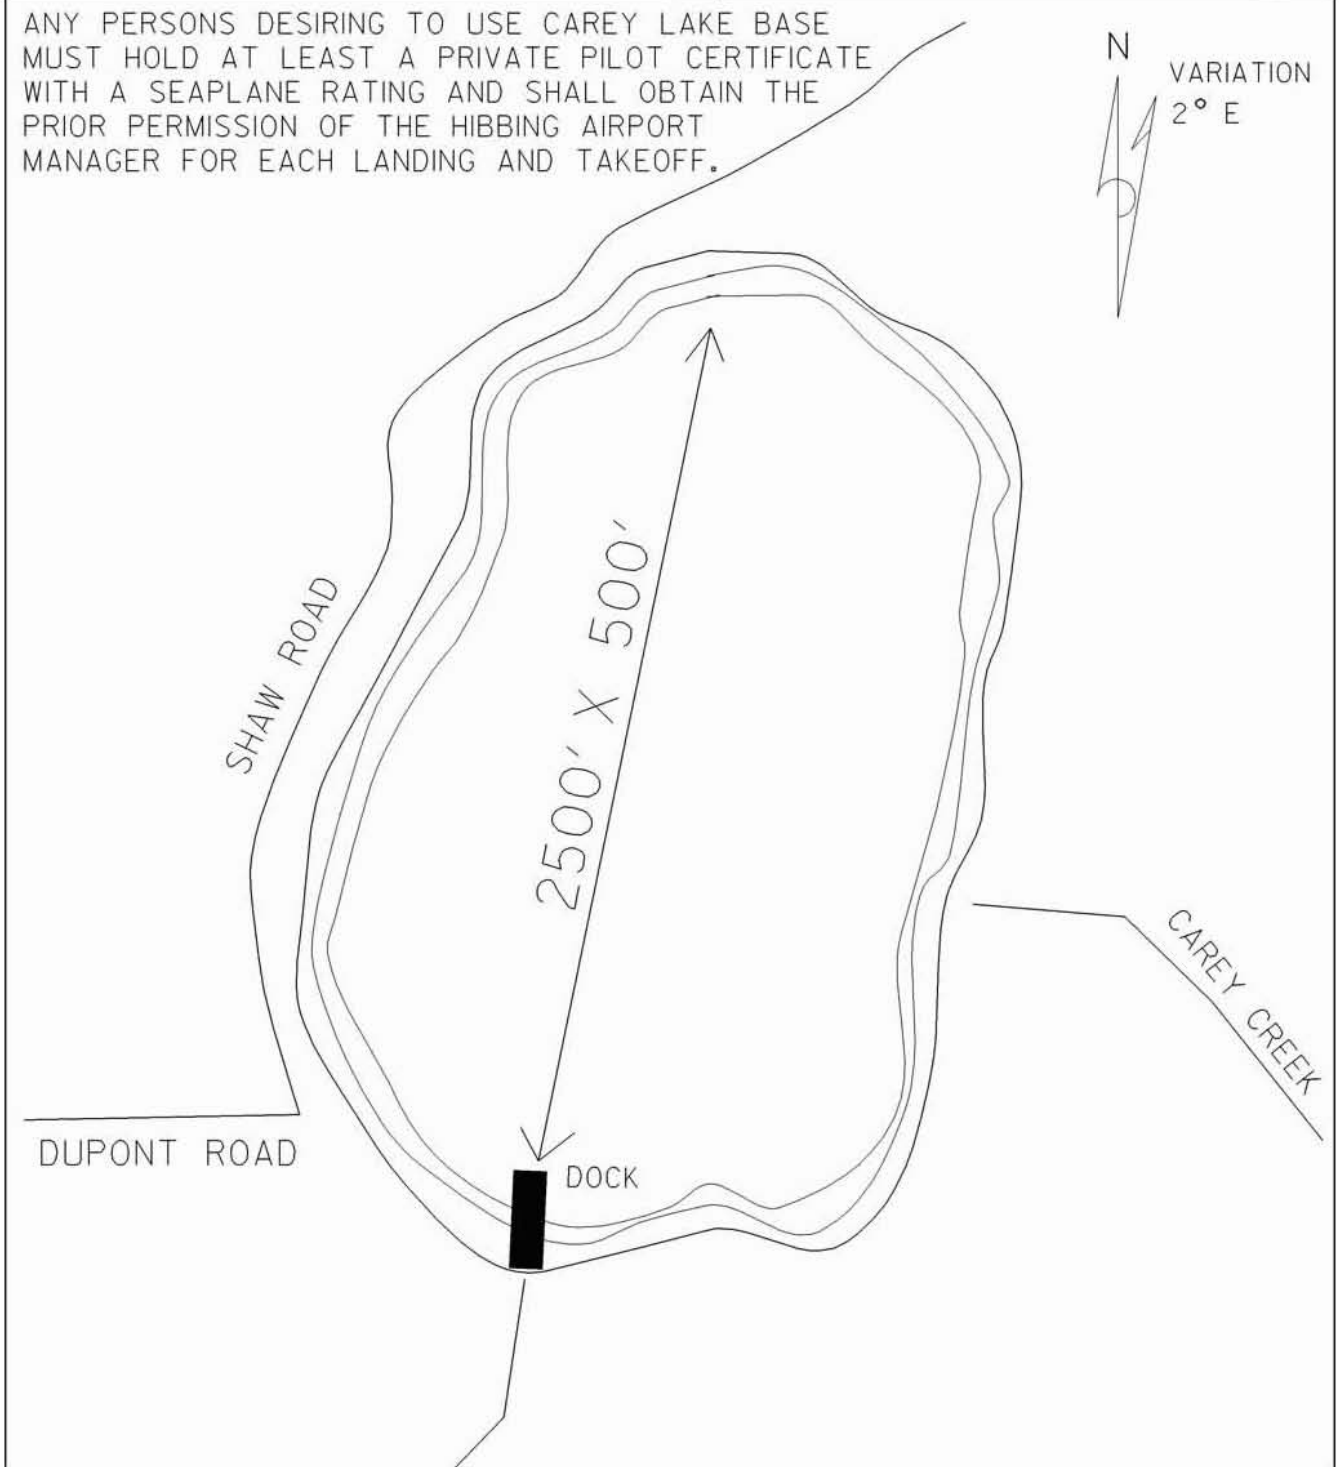 ANY PERSONS DESIRING TO USE CAREY LAKE BASE
MUST HOLD AT LEAST A PRIVATE PILOT CERTIFICATE
WITH A SEAPLANE RATING AND SHALL OBTAIN THE
PRIOR PERMISSION OF THE HIBBING AIRPORT
MANAGER FOR EACH LANDING AND TAKEOFF.
N
VARIATION
2° E
SHAW ROAD
2500' X 500'
CAREY CREEK
DUPONT ROAD
DOCK